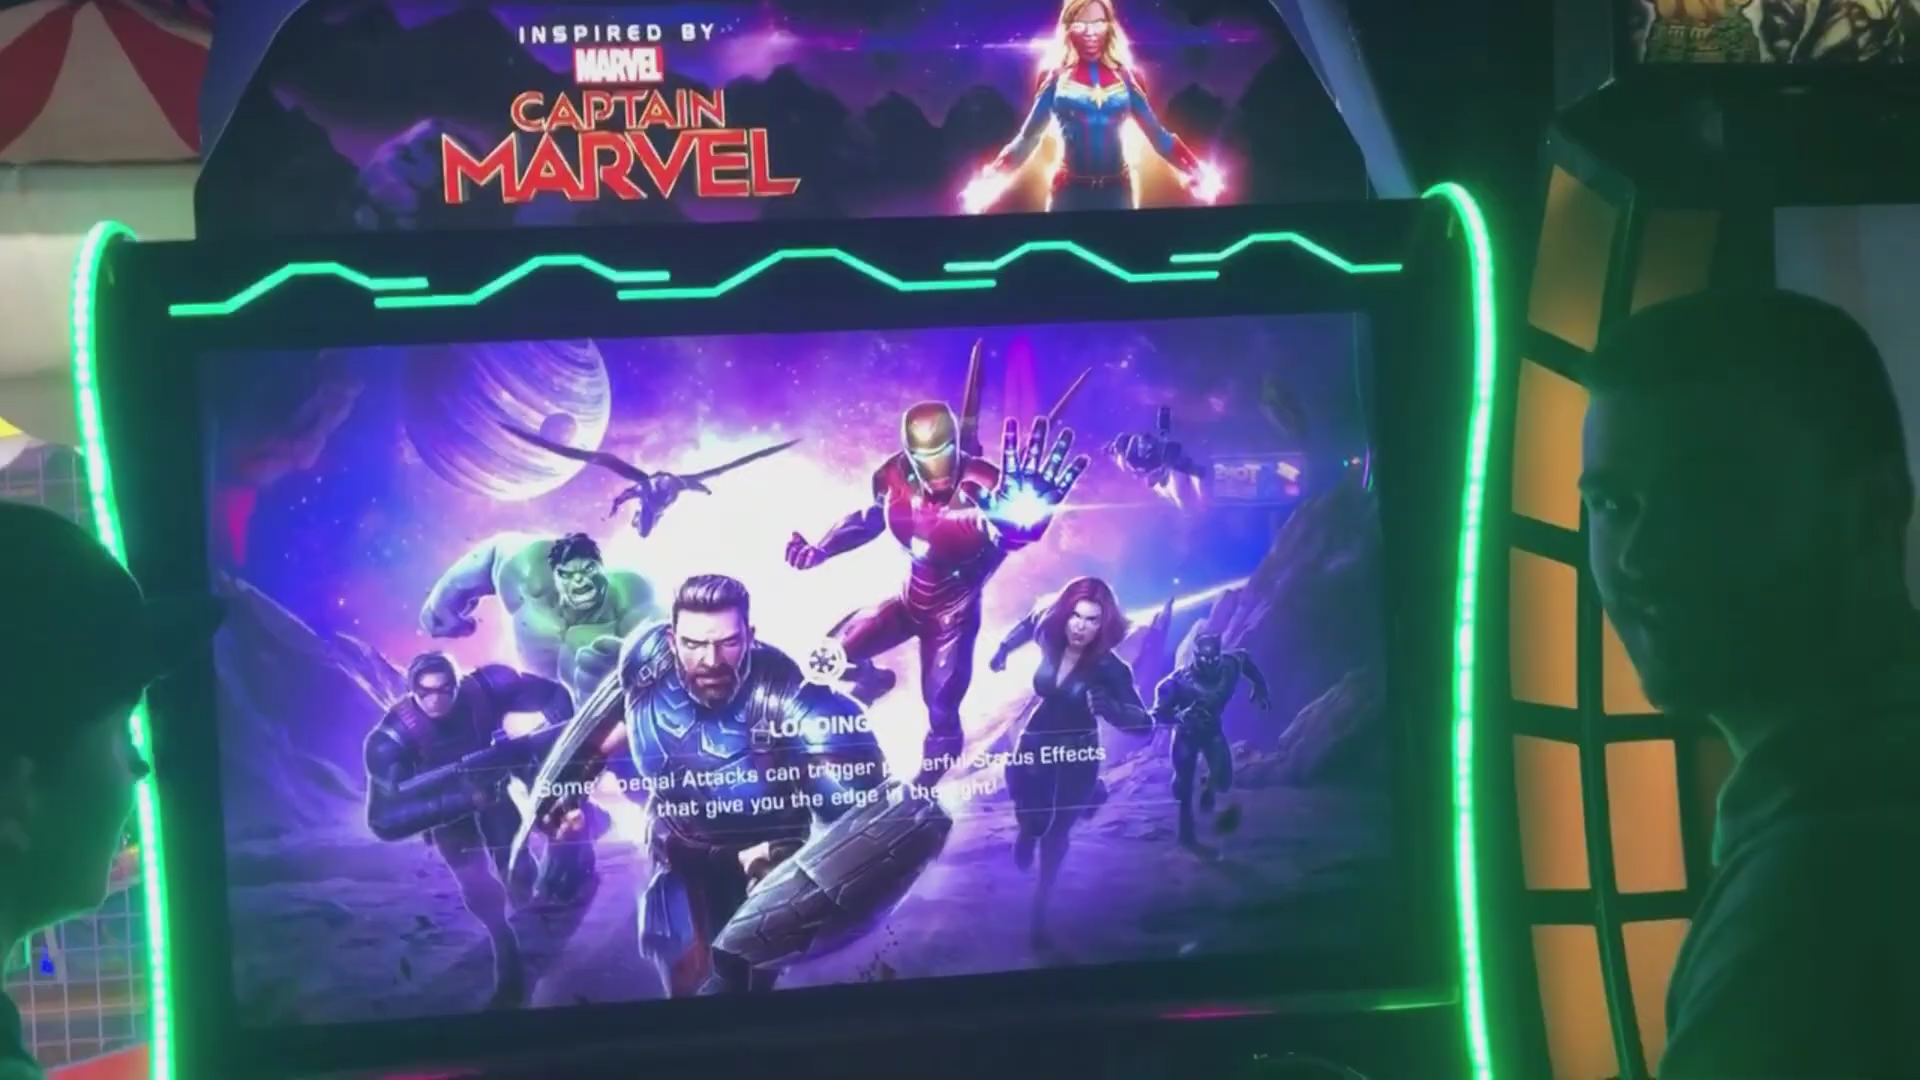 INSPIRED BY
MARVEL
CAPTAIN
MARVEL
LOADING
Some Special Attacks can trigger powerful Status Effects
that give you the edge in the fight!